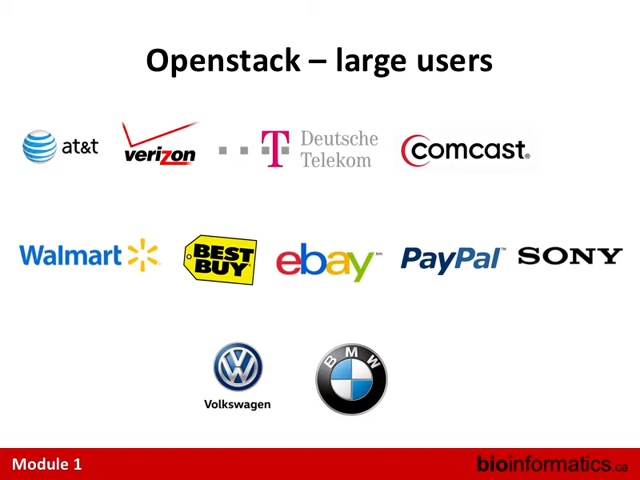 Openstack – large users
at&t
verizon
T Deutsche Telekom
comcast®
Walmart
BEST BUY
ebay
PayPal™
SONY
Volkswagen
BMW
Module 1
bioinformatics.ca